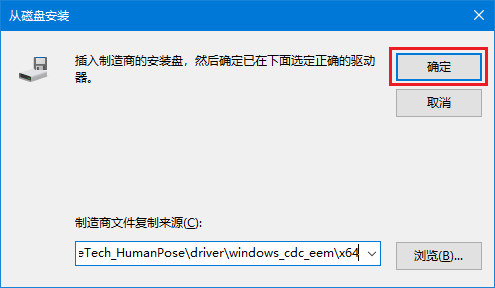 从磁盘安装
插入制造商的安装盘，然后确定已在下面选定正确的驱动
器。
确定
取消
制造商文件复制来源(C):
eTech_HumanPose\driver\windows_cdc_eem\x64
浏览(B)...